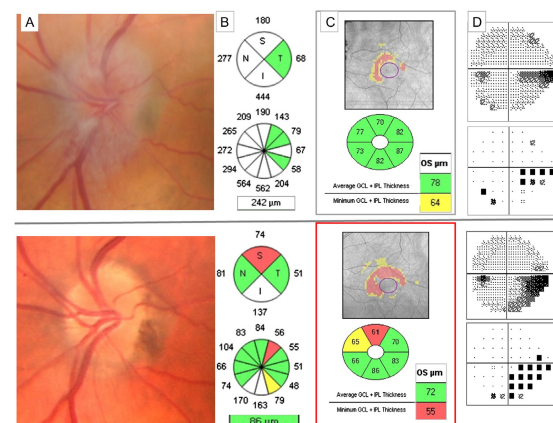 A
B
C
D
180
S
277 N T 68
I
444
190
209 143
265 79
272 67
294 58
564 204
562
242 μm
70
77 82
73 87
82
OS μm
Average GCL + IPL Thickness 78
Minimum GCL + IPL Thickness 64
74
S
81 N T 51
I
137
84
83 56
104 55
66 51
74 48
170 79
163
86 μm
61
65 70
66 83
86
OS μm
Average GCL + IPL Thickness 72
Minimum GCL + IPL Thickness 55